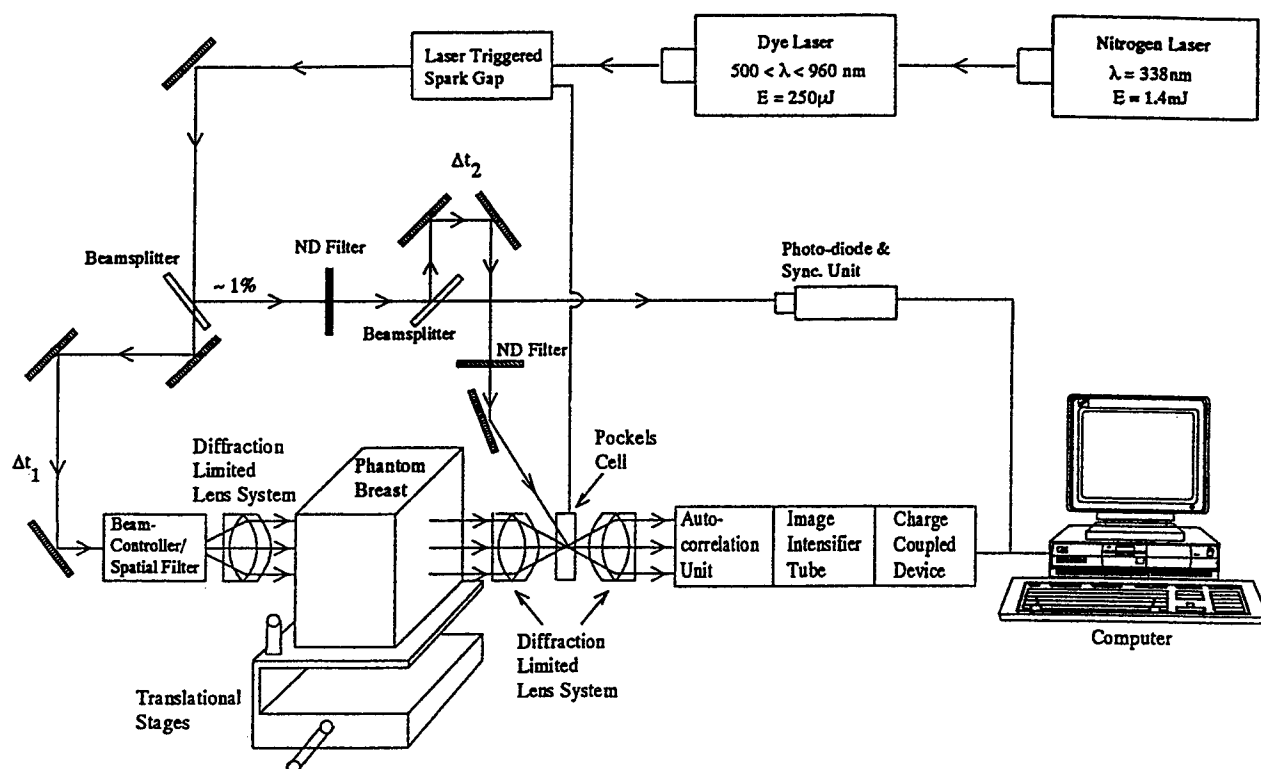 Laser Triggered
Spark Gap
Dye Laser
500 < λ < 960 nm
E = 250μJ
Nitrogen Laser
λ = 338nm
E = 1.4mJ
Δt2
Beamsplitter
~ 1%
ND Filter
Beamsplitter
Photo-diode &
Sync. Unit
ND Filter
Δt1
Diffraction
Limited
Lens System
Phantom
Breast
Pockels
Cell
Beam-
Controller/
Spatial Filter
Auto-
correlation
Unit
Image
Intensifier
Tube
Charge
Coupled
Device
Computer
Diffraction
Limited
Lens System
Translational
Stages